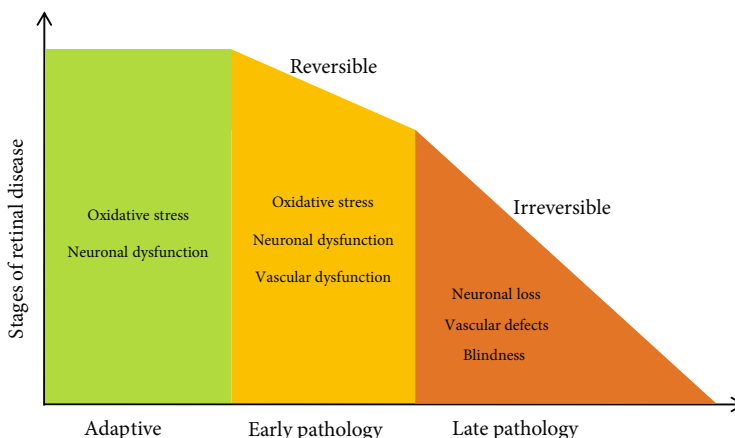 Stages of retinal disease
Reversible
Irreversible
Oxidative stress
Neuronal dysfunction
Oxidative stress
Neuronal dysfunction
Vascular dysfunction
Neuronal loss
Vascular defects
Blindness
Adaptive
Early pathology
Late pathology